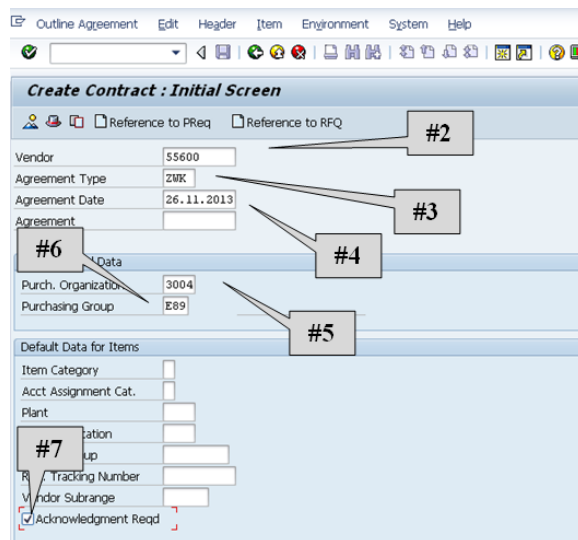 Outline Agreement Edit Header Item Environment System Help
Create Contract : Initial Screen
Reference to PReq Reference to RFQ
#2
Vendor 55600
Agreement Type ZWK
#3
Agreement Date 26.11.2013
Agreement
#4
#6
Data
Purch. Organization 3004
Purchasing Group E89
#5
Default Data for Items
Item Category
Acct Assignment Cat.
Plant
#7
Tracking Number
Vendor Subrange
Acknowledgment Reqd